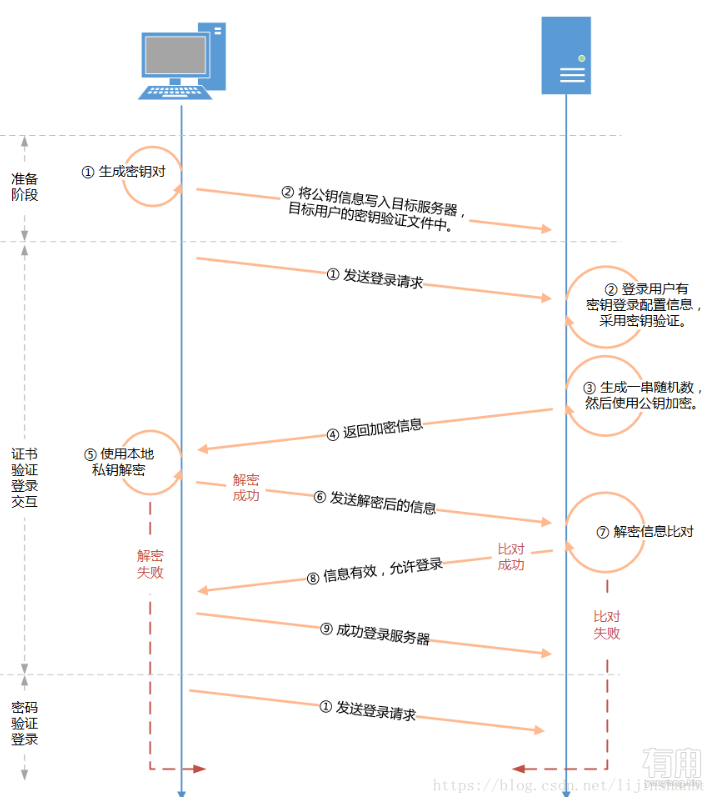 准备
阶段
① 生成密钥对
② 将公钥信息写入目标服务器，
目标用户的密钥验证文件中。
① 发送登录请求
② 登录用户有
密钥登录配置信息，
采用密钥验证。
③ 生成一串随机数，
然后使用公钥加密。
④ 返回加密信息
证书
验证
登录
交互
⑤ 使用本地
私钥解密
解密
成功
⑥ 发送解密后的信息
⑦ 解密信息比对
解密
失败
比对
成功
⑧ 信息有效，允许登录
⑨ 成功登录服务器
比对
失败
密码
验证
登录
① 发送登录请求
有用